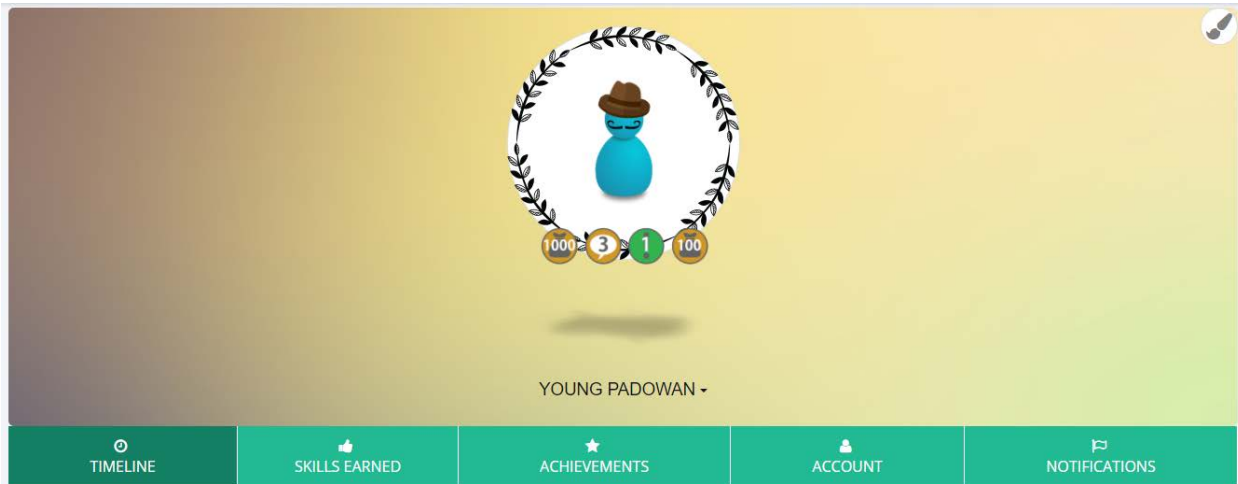 1000 3 1 100
YOUNG PADOWAN
TIMELINE SKILLS EARNED ACHIEVEMENTS ACCOUNT NOTIFICATIONS